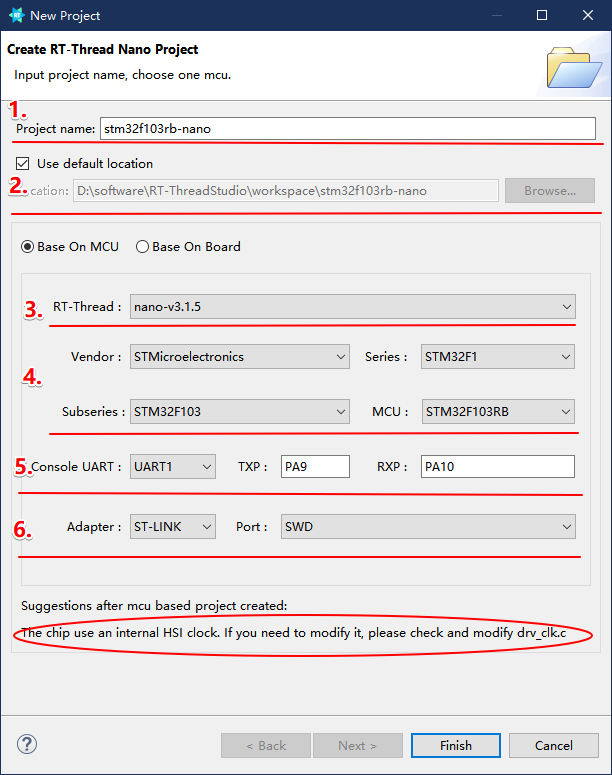 New Project
Create RT-Thread Nano Project
Input project name, choose one mcu.
1.
Project name: stm32f103rb-nano
Use default location
2. cation: D:\software\RT-ThreadStudio\workspace\stm32f103rb-nano Browse...
Base On MCU Base On Board
3. RT-Thread : nano-v3.1.5
Vendor : STMicroelectronics Series : STM32F1
4.
Subseries : STM32F103 MCU : STM32F103RB
5. Console UART : UART1 TXP : PA9 RXP : PA10
6. Adapter : ST-LINK Port : SWD
Suggestions after mcu based project created:
The chip use an internal HSI clock. If you need to modify it, please check and modify drv_clk.c
? < Back Next > Finish Cancel